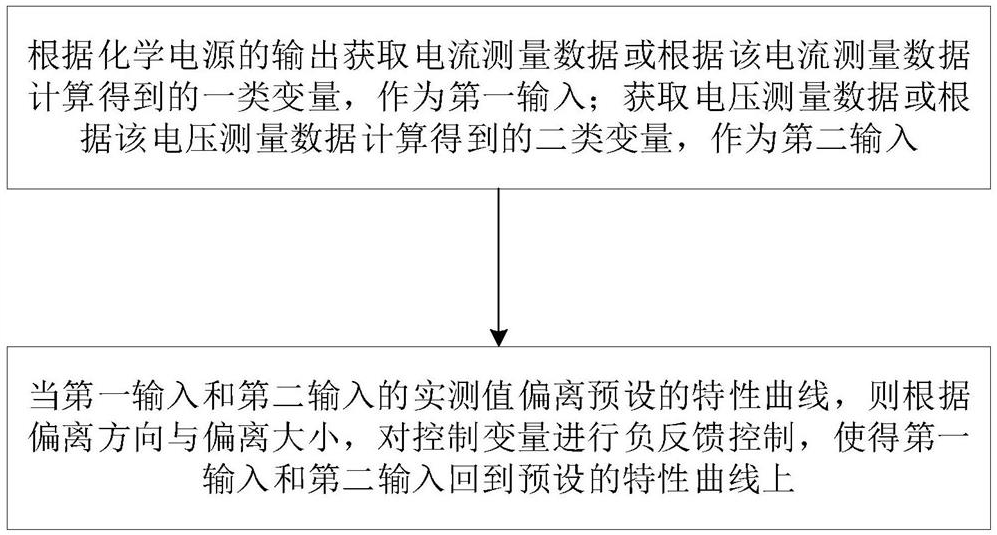 根据化学电源的输出获取电流测量数据或根据该电流测量数据
计算得到的一类变量，作为第一输入；获取电压测量数据或根
据该电压测量数据计算得到的二类变量，作为第二输入
当第一输入和第二输入的实测值偏离预设的特性曲线，则根据
偏离方向与偏离大小，对控制变量进行负反馈控制，使得第一
输入和第二输入回到预设的特性曲线上